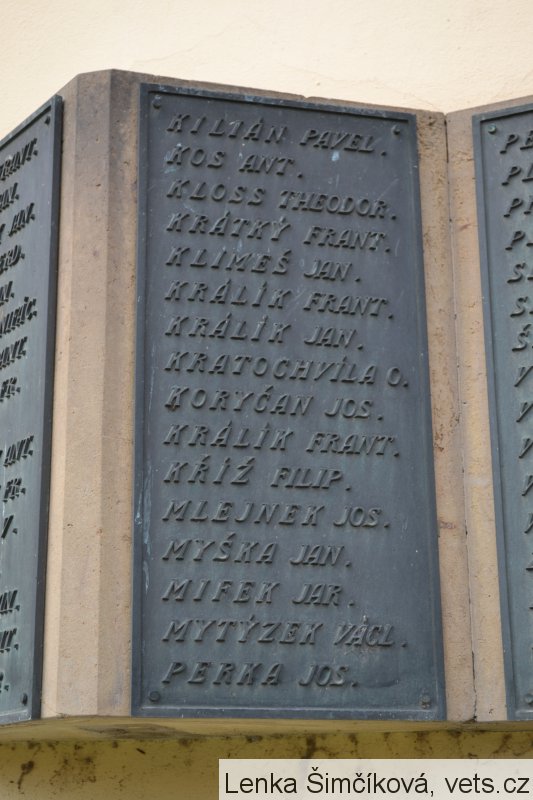 KILIÁN PAVEL.
KOS ANT.
KLOSS THEODOR.
KRÁTKÝ FRANT.
KLIMEŠ JAN.
KRÁLÍK FRANT.
KRÁLÍK JAN.
KRATOCHVÍLA O.
KORYČAN JOS.
KRÁLÍK FRANT.
KŘÍŽ FILIP.
MLEJNEK JOS.
MYŠKA JAN.
MIFEK JAR.
MYTÝZEK VÁCL.
PERKA JOS.
Lenka Šimčíková, vets.cz